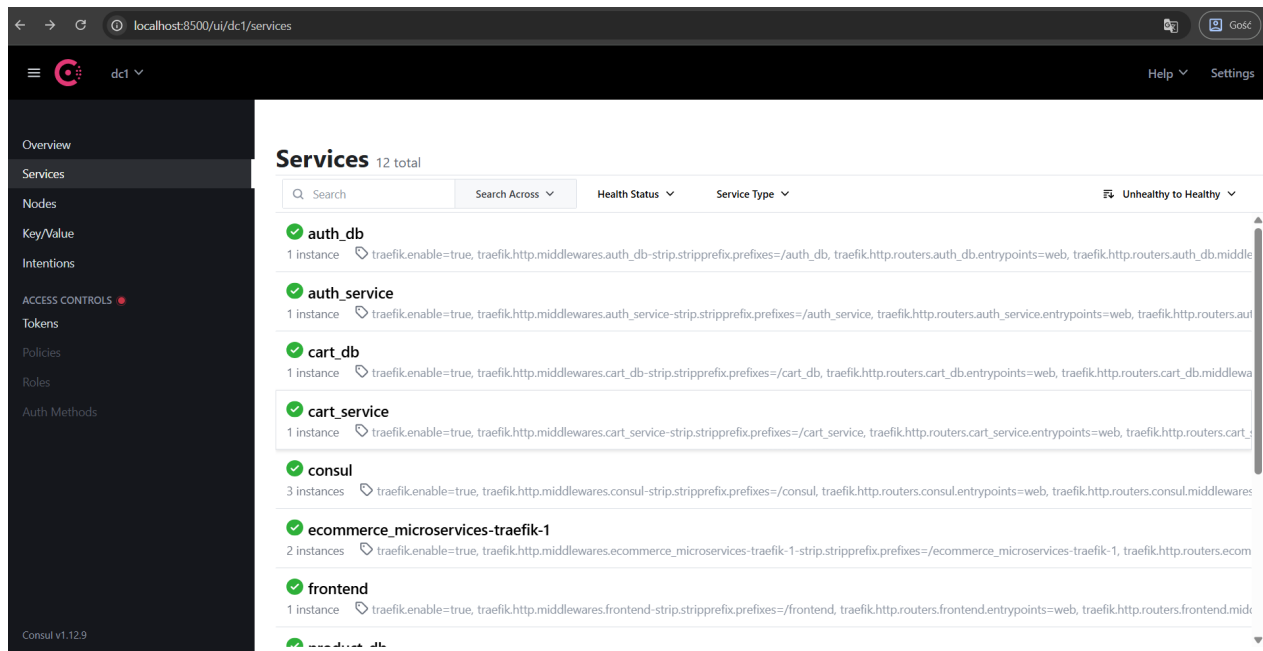 localhost:8500/ui/dc1/services
Gość
dc1
Help
Settings
Overview
Services
Nodes
Key/Value
Intentions
ACCESS CONTROLS
Tokens
Policies
Roles
Auth Methods
Consul v1.12.9
Services 12 total
Search
Search Across
Health Status
Service Type
Unhealthy to Healthy
auth_db
1 instance traefik.enable=true, traefik.http.middlewares.auth_db-strip.stripprefix.prefixes=/auth_db, traefik.http.routers.auth_db.entrypoints=web, traefik.http.routers.auth_db.middle
auth_service
1 instance traefik.enable=true, traefik.http.middlewares.auth_service-strip.stripprefix.prefixes=/auth_service, traefik.http.routers.auth_service.entrypoints=web, traefik.http.routers.aut
cart_db
1 instance traefik.enable=true, traefik.http.middlewares.cart_db-strip.stripprefix.prefixes=/cart_db, traefik.http.routers.cart_db.entrypoints=web, traefik.http.routers.cart_db.middlewa
cart_service
1 instance traefik.enable=true, traefik.http.middlewares.cart_service-strip.stripprefix.prefixes=/cart_service, traefik.http.routers.cart_service.entrypoints=web, traefik.http.routers.cart_s
consul
3 instances traefik.enable=true, traefik.http.middlewares.consul-strip.stripprefix.prefixes=/consul, traefik.http.routers.consul.entrypoints=web, traefik.http.routers.consul.middlewares
ecommerce_microservices-traefik-1
2 instances traefik.enable=true, traefik.http.middlewares.ecommerce_microservices-traefik-1-strip.stripprefix.prefixes=/ecommerce_microservices-traefik-1, traefik.http.routers.ecom
frontend
1 instance traefik.enable=true, traefik.http.middlewares.frontend-strip.stripprefix.prefixes=/frontend, traefik.http.routers.frontend.entrypoints=web, traefik.http.routers.frontend.midd
product_db